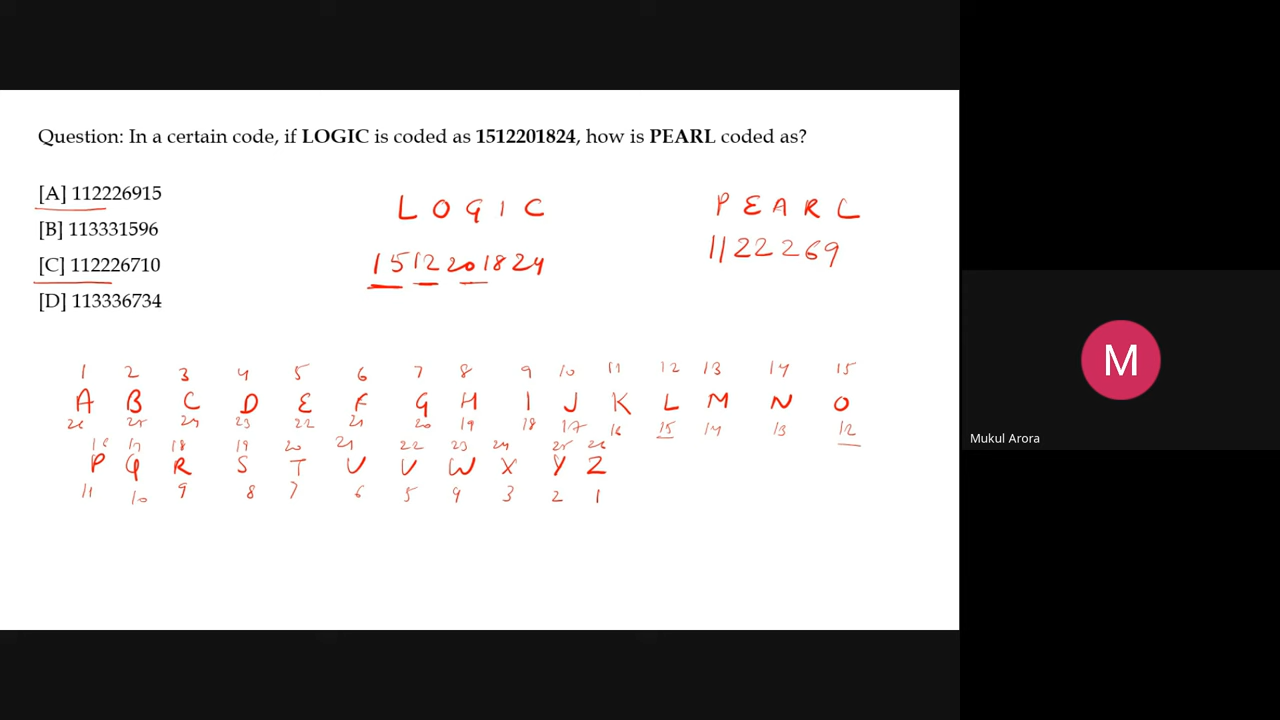 Question: In a certain code, if LOGIC is coded as 1512201824, how is PEARL coded as?
[A] 112226915
[B] 113331596
[C] 112226710
[D] 113336734
L O G I C
1512201824
P E A R L
1122269
1 2 3 4 5 6 7 8 9 10 11 12 13 14 15
A B C D E F G H I J K L M N O
26 25 24 23 22 21 20 19 18 17 16 15 14 13 12
16 17 18 19 20 21 22 23 24 25 26
P Q R S T U V W X Y Z
11 10 9 8 7 6 5 4 3 2 1
M
Mukul Arora